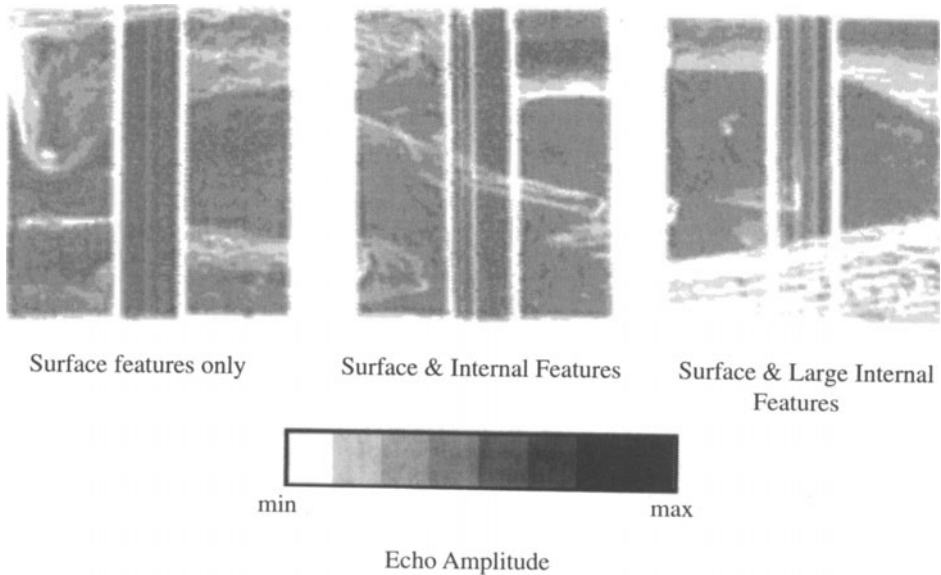 Surface features only
Surface & Internal Features
Surface & Large Internal
Features
min
max
Echo Amplitude